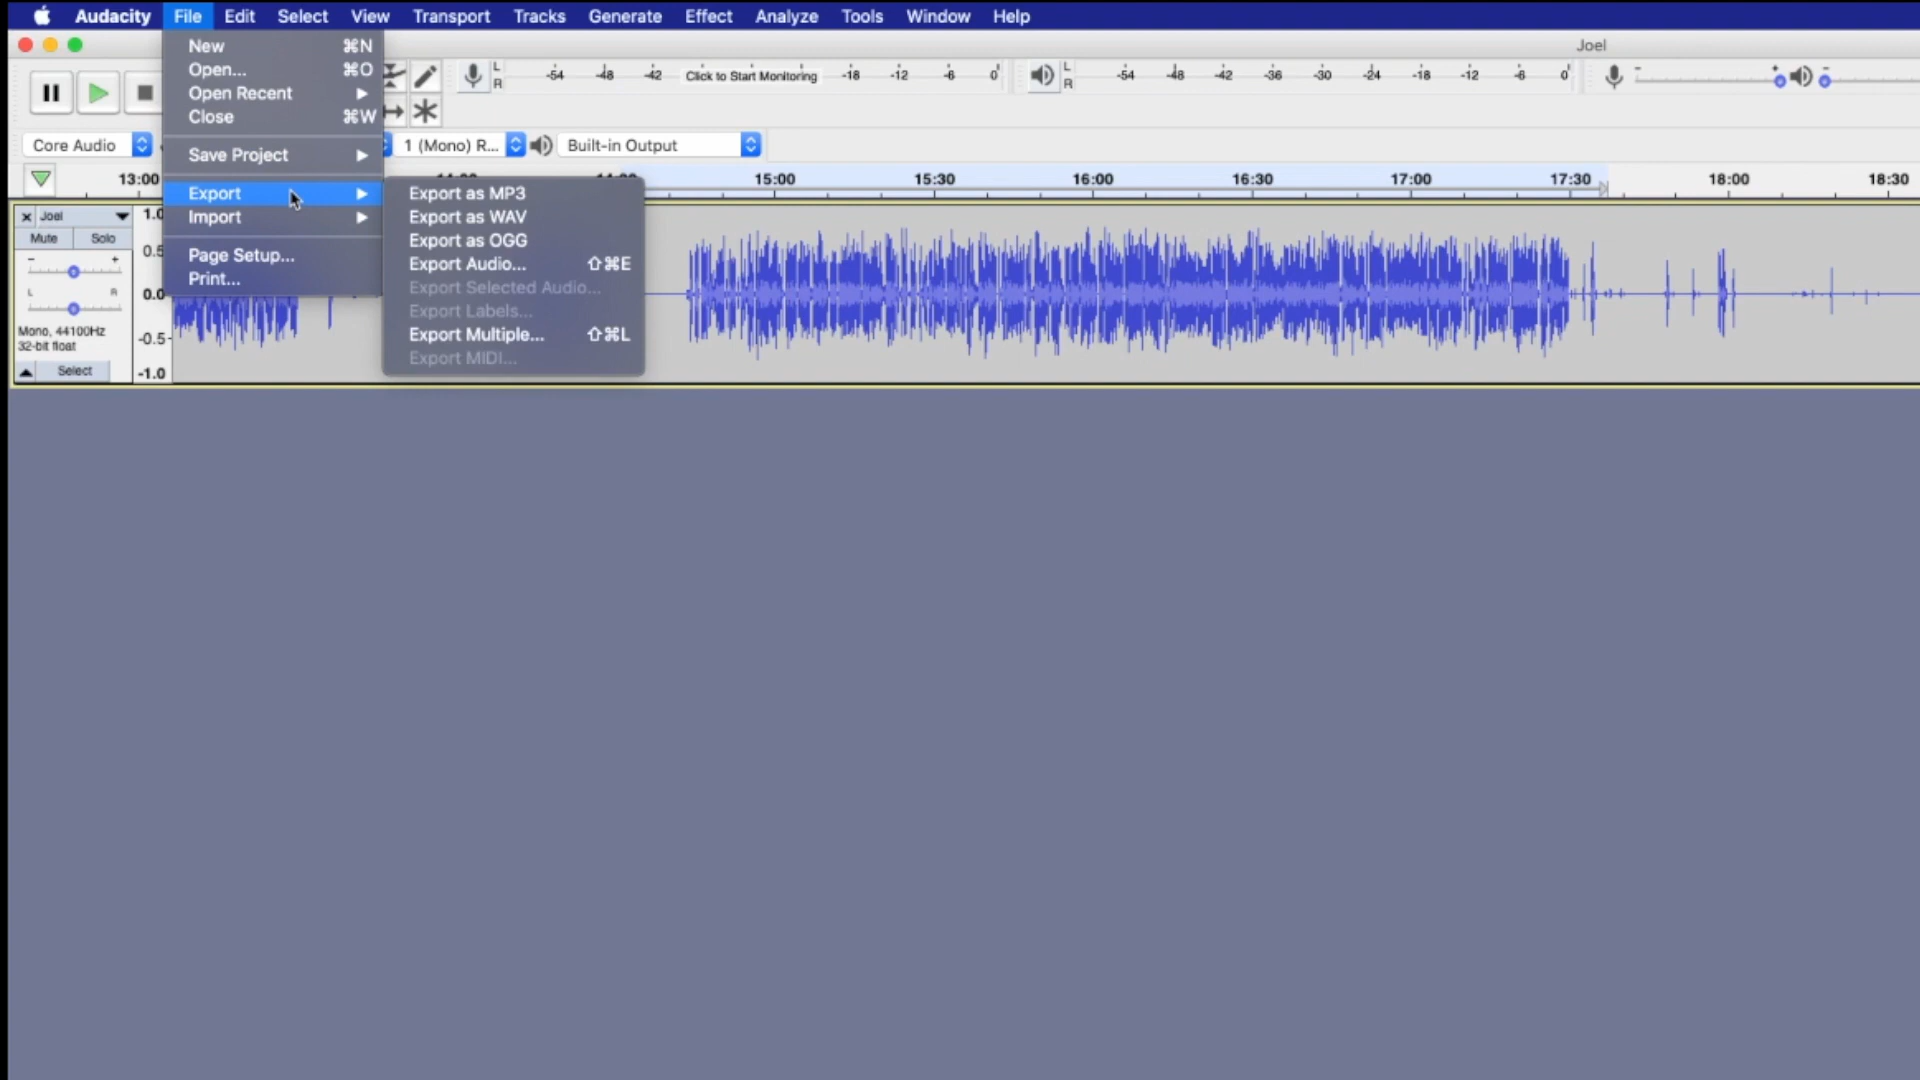 Audacity File Edit Select View Transport Tracks Generate Effect Analyze Tools Window Help
Joel
New ⌘N
Open... ⌘O
Open Recent ▶
Close ⌘W
Save Project ▶
Export ▶
Import ▶
Page Setup...
Print...
Export as MP3
Export as WAV
Export as OGG
Export Audio... ⇧⌘E
Export Selected Audio...
Export Labels...
Export Multiple... ⇧⌘L
Export MIDI...
L
R
-54 -48 -42 Click to Start Monitoring -18 -12 -6 0
L
R
-54 -48 -42 -36 -30 -24 -18 -12 -6 0
Core Audio 1 (Mono) R... Built-in Output
13:00 15:00 15:30 16:00 16:30 17:00 17:30 18:00 18:30
Joel
Mute Solo
- +
L R
Mono, 44100Hz
32-bit float
Select
1.0
0.5
0.0
-0.5
-1.0